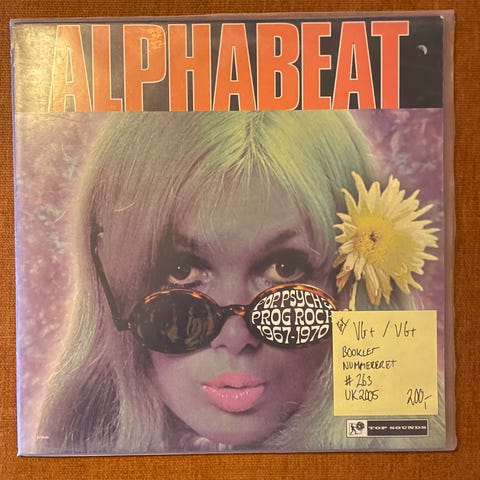 ALPHABEAT
POP, PSYCH &
PROG ROCK
1967-1970
VG+ / VG+
BOOKLET
NUMMERERET
# 263
UK 2005 200,-
TOP SOUNDS